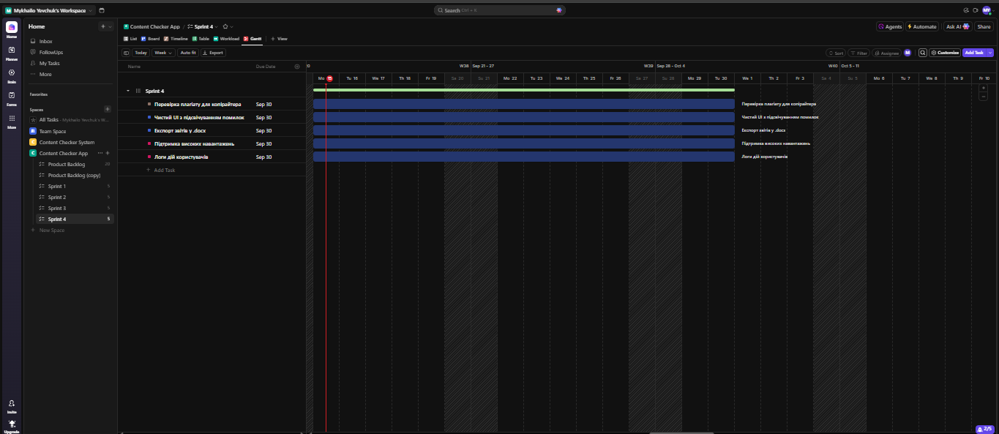 Mykhailo Yevchuk's Workspace
Search Ctrl + K
MY
Home
Planner
Brain
Forms
More
Invite
Upgrade
Home
Inbox
FollowUps
My Tasks
More
Favorites
Spaces
All Tasks - Mykhailo Yevchuk's W...
Team Space
Content Checker System
Content Checker App
Product Backlog 20
Product Backlog (copy)
Sprint 1 5
Sprint 2 5
Sprint 3 5
Sprint 4 5
New Space
Content Checker App / Sprint 4
Agents Automate Ask AI Share
List Board Timeline Table Workload Gantt + View
Today Week Auto fit Export
Sort Filter Assignee M Customize Add Task
Name Due Date
W38 Sep 21 - 27 W39 Sep 28 - Oct 4 W40 Oct 5 - 11
Mo 15 Tu 16 We 17 Th 18 Fr 19 Sa 20 Su 21 Mo 22 Tu 23 We 24 Th 25 Fr 26 Sa 27 Su 28 Mo 29 Tu 30 We 1 Th 2 Fr 3 Sa 4 Su 5 Mo 6 Tu 7 We 8 Th 9 Fr 10
Sprint 4
Перевірка плагіату для копірайтера Sep 30 Перевірка плагіату для копірайтера
Чистий UI з підсвічуванням помилок Sep 30 Чистий UI з підсвічуванням помилок
Експорт звітів у .docx Sep 30 Експорт звітів у .docx
Підтримка високих навантажень Sep 30 Підтримка високих навантажень
Логи дій користувачів Sep 30 Логи дій користувачів
+ Add Task
2/5